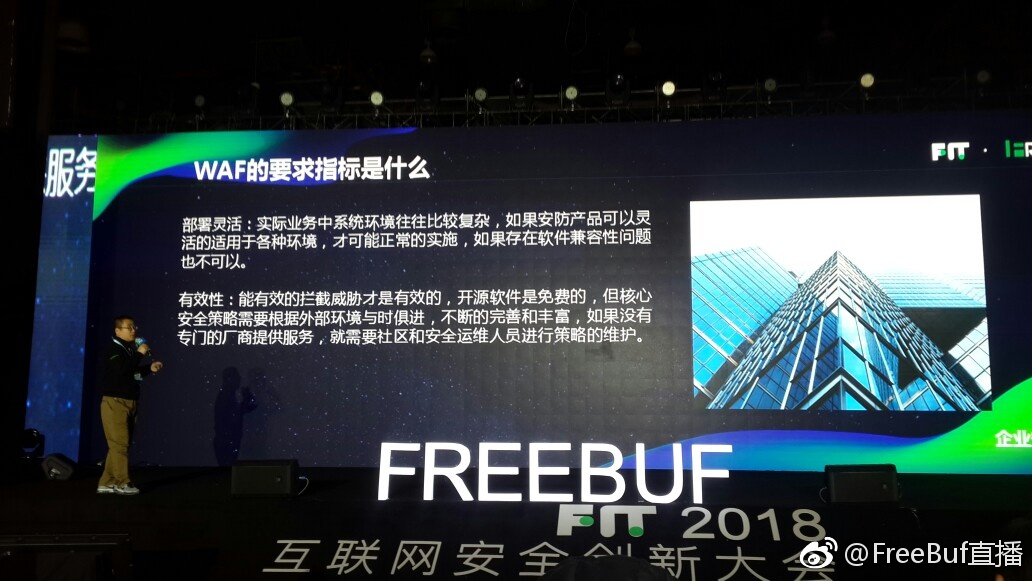 服务
WAF的要求指标是什么
FIT ·
部署灵活：实际业务中系统环境往往比较复杂，如果安防产品可以灵
活的适用于各种环境，才可能正常的实施，如果存在软件兼容性问题
也不可以。
有效性：能有效的拦截威胁才是有效的，开源软件是免费的，但核心
安全策略需要根据外部环境与时俱进，不断的完善和丰富，如果没有
专门的厂商提供服务，就需要社区和安全运维人员进行策略的维护。
企业
FREEBUF
FIT 2018
互联网安全创新大会
@FreeBuf直播